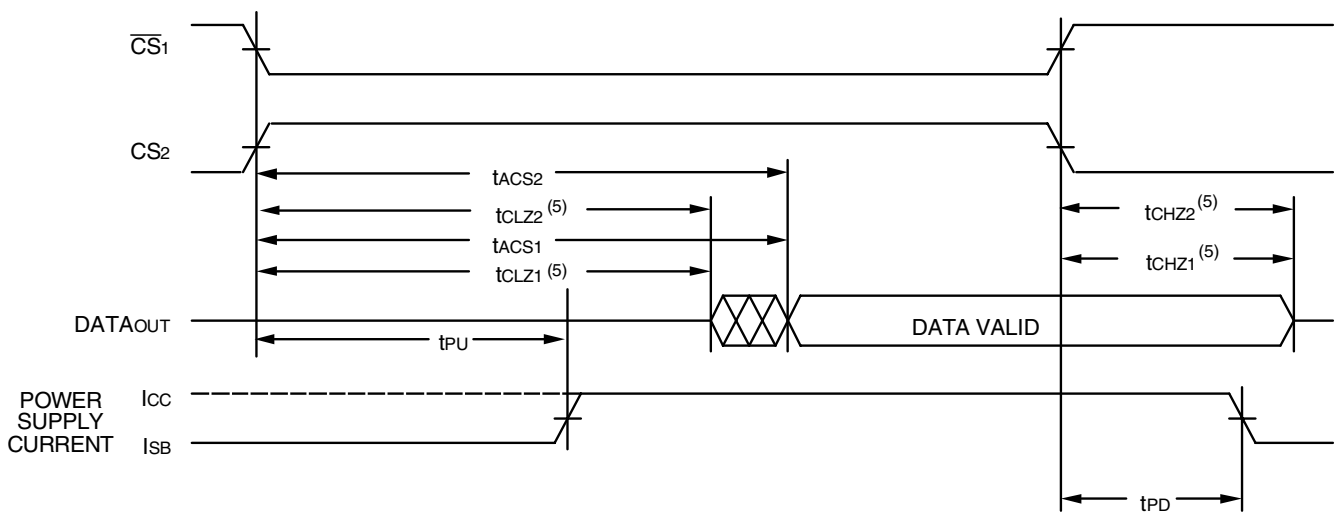 CS1
CS2
tACS2
tCLZ2 (5)
tCHZ2 (5)
tACS1
tCLZ1 (5)
tCHZ1 (5)
DATAOUT
DATA VALID
tPU
POWER SUPPLY CURRENT
ICC
ISB
tPD